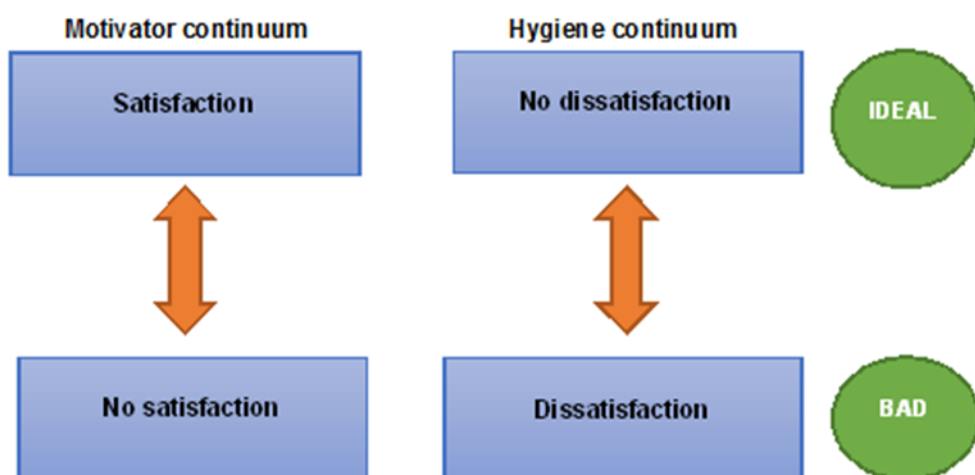 Motivator continuum
Hygiene continuum
Satisfaction
No dissatisfaction
IDEAL
No satisfaction
Dissatisfaction
BAD